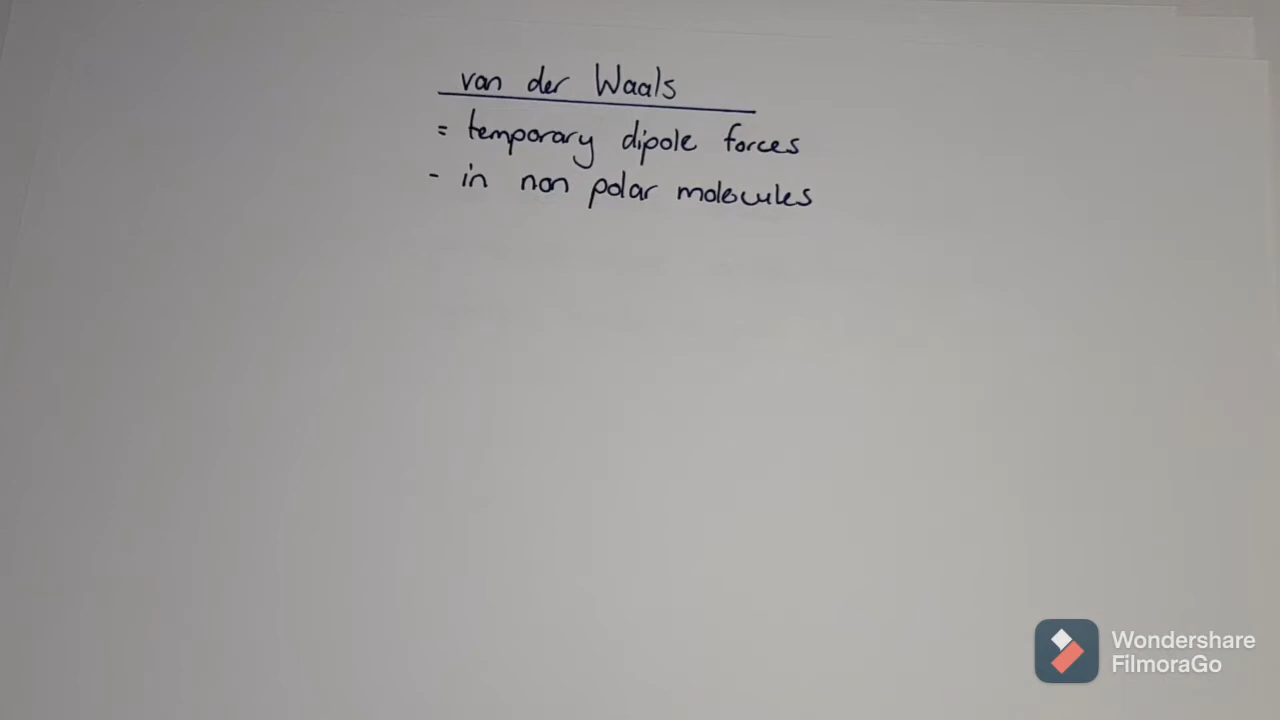 van der Waals
= temporary dipole forces
- in non polar molecules
Wondershare
FilmoraGo